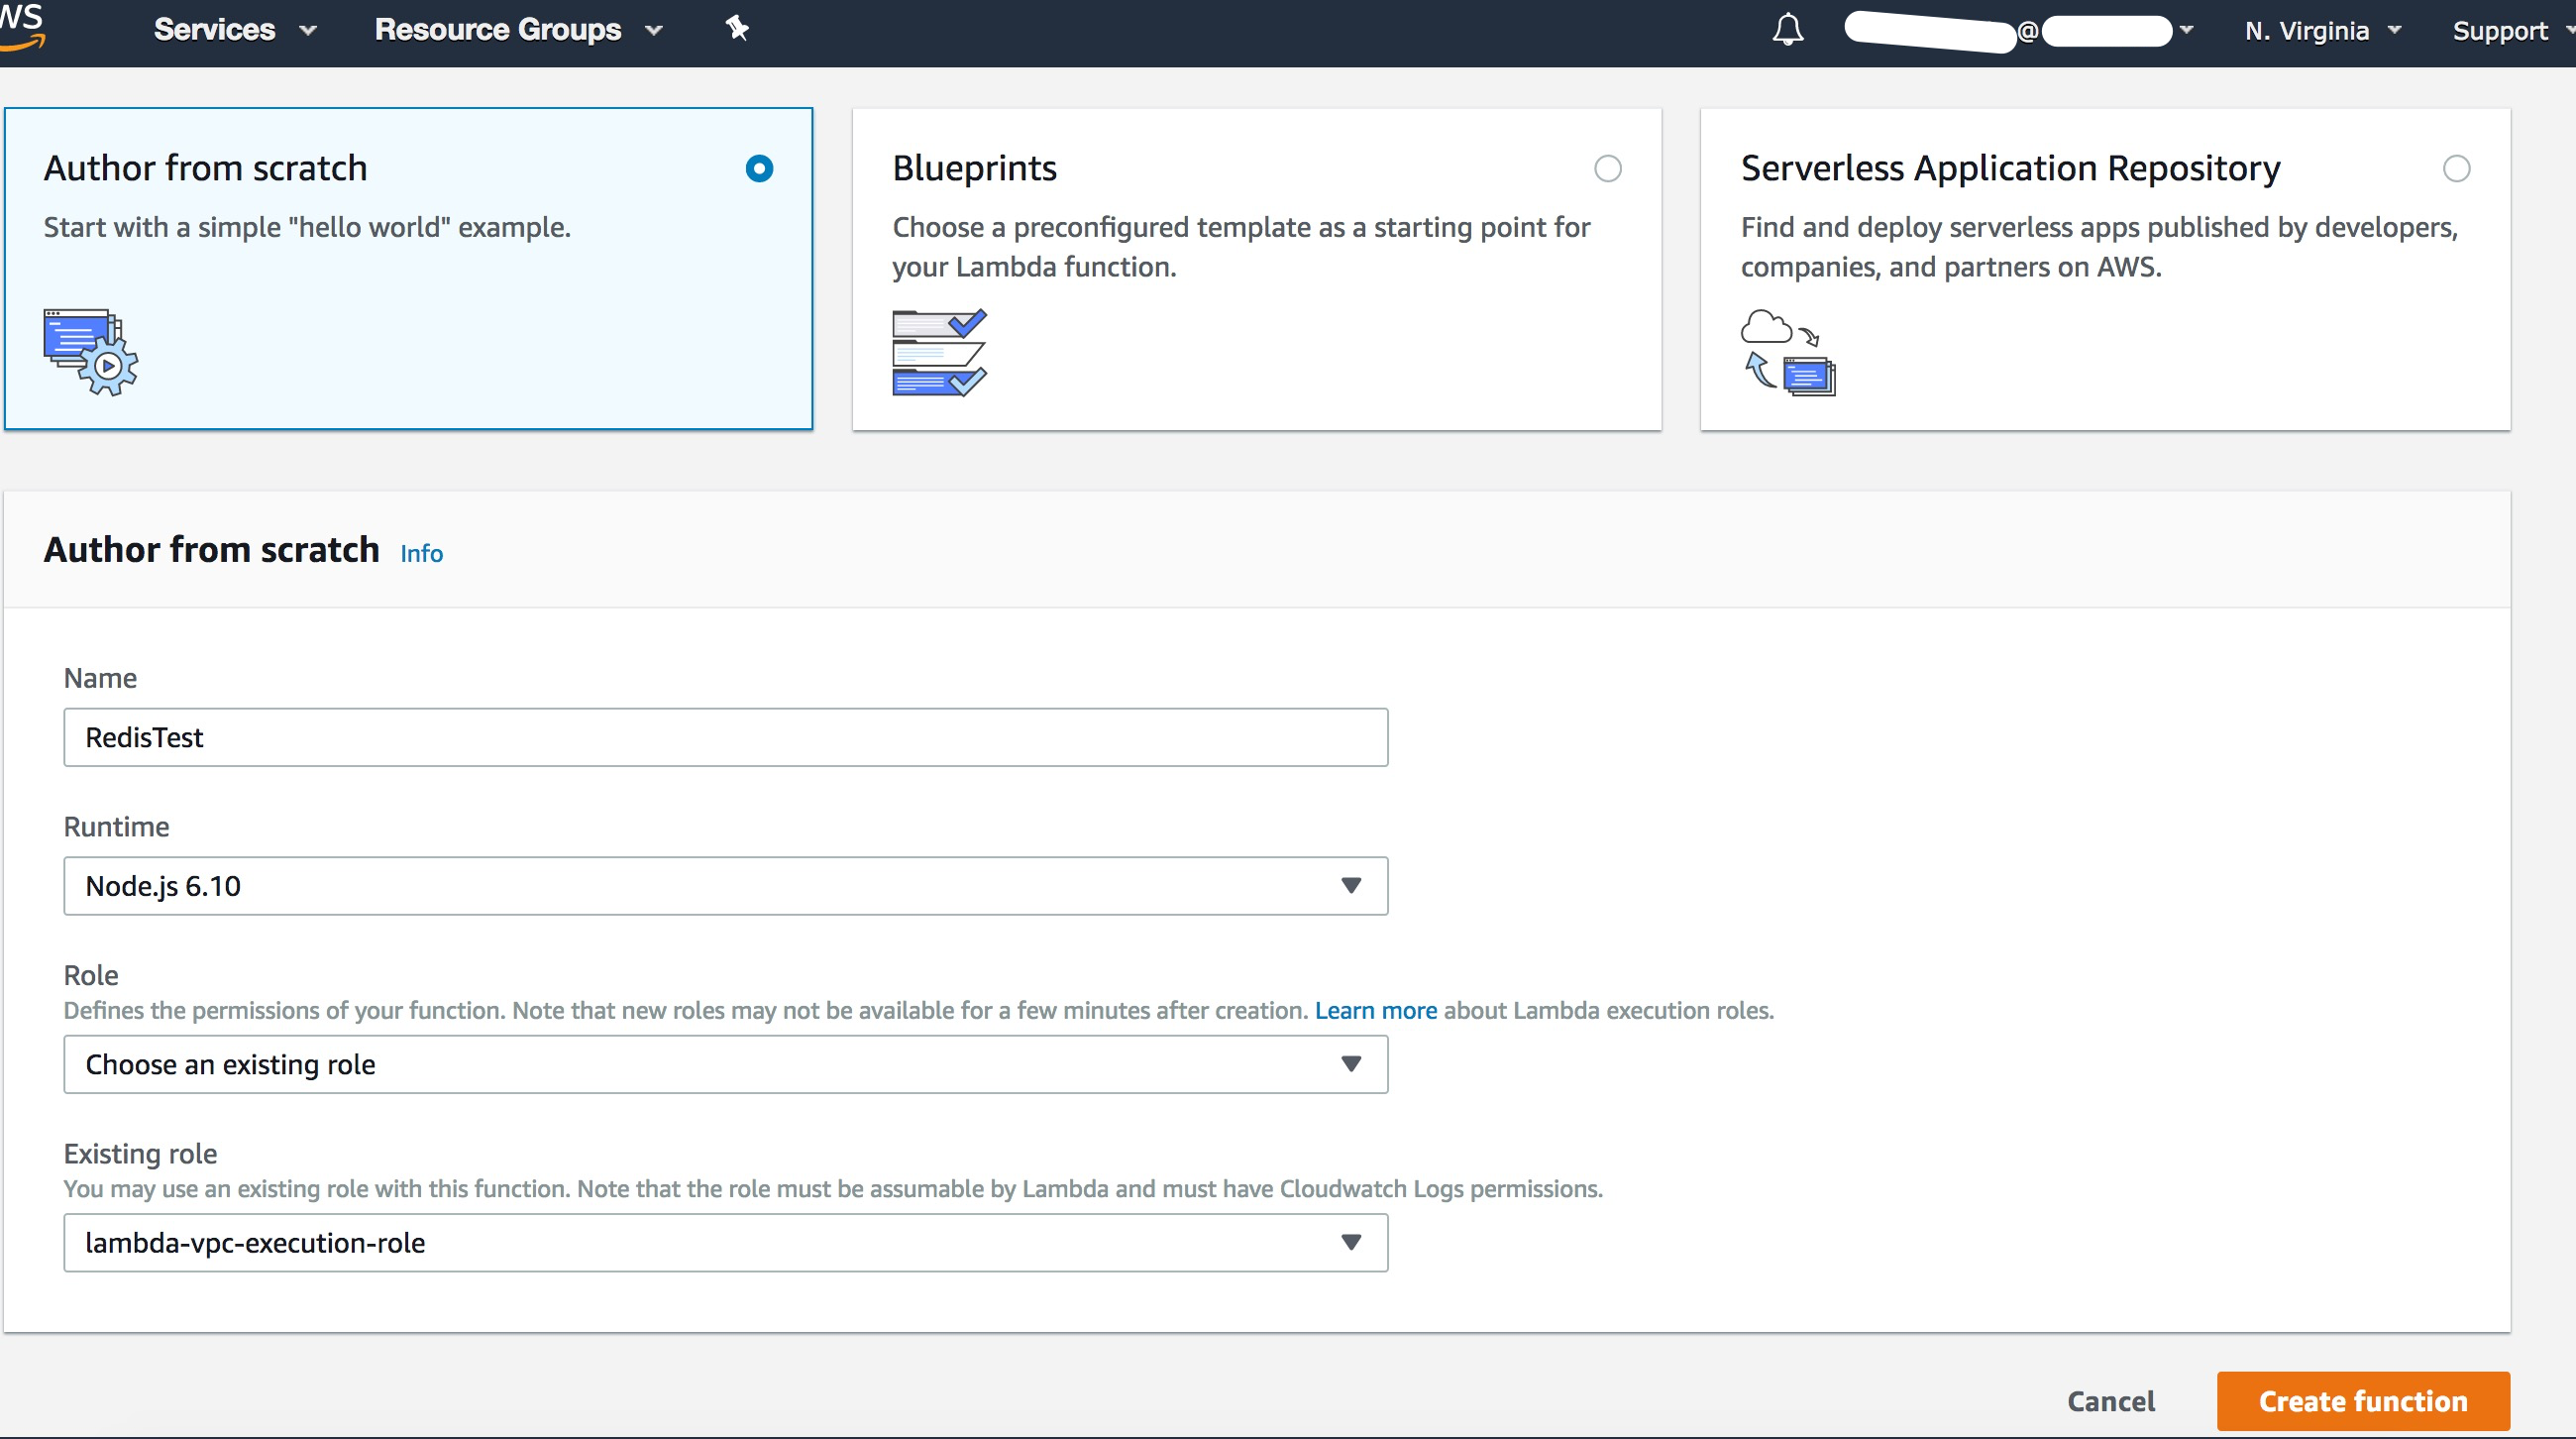 Services
Resource Groups
@
N. Virginia
Support
Author from scratch
Start with a simple "hello world" example.
Blueprints
Choose a preconfigured template as a starting point for
your Lambda function.
Serverless Application Repository
Find and deploy serverless apps published by developers,
companies, and partners on AWS.
Author from scratch Info
Name
RedisTest
Runtime
Node.js 6.10
Role
Defines the permissions of your function. Note that new roles may not be available for a few minutes after creation. Learn more about Lambda execution roles.
Choose an existing role
Existing role
You may use an existing role with this function. Note that the role must be assumable by Lambda and must have Cloudwatch Logs permissions.
lambda-vpc-execution-role
Cancel
Create function